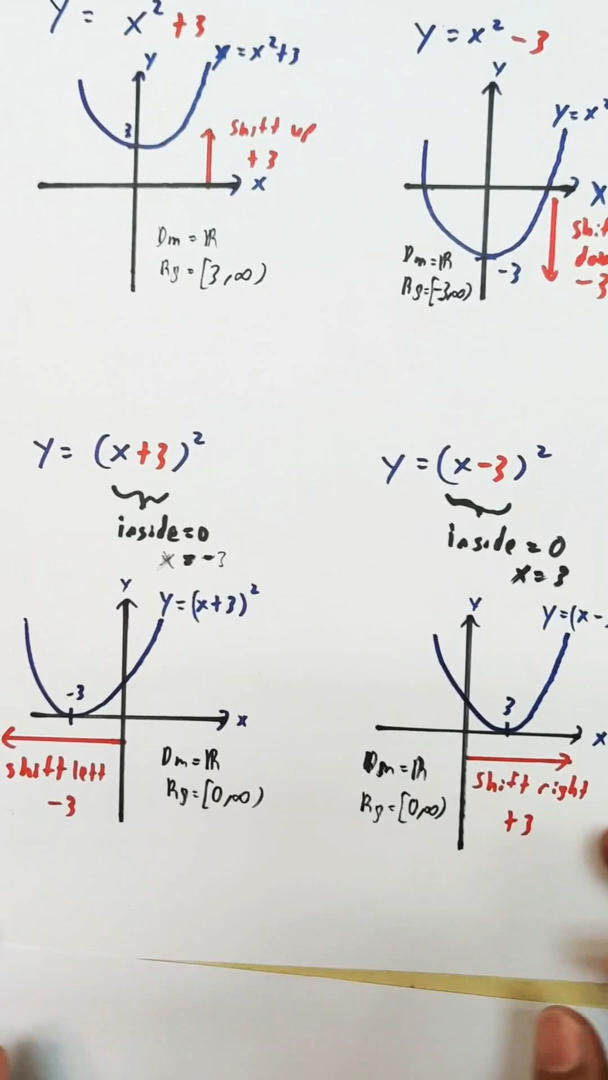 Y = x² + 3
Y
Y = x² + 3
3
shift up
+ 3
x
Dm = ℝ
Rg = [3, ∞)
Y = x² - 3
Y
Y = x²
X
-3
- 3
Dm = ℝ
Rg = [-3, ∞)
Y = (x + 3)²
inside = 0
x = -3
Y
Y = (x + 3)²
-3
x
shift left
-3
Dm = ℝ
Rg = [0, ∞)
Y = (x - 3)²
inside = 0
x = 3
Y
Y = (x -
3
x
shift right
+3
Dm = ℝ
Rg = [0, ∞)